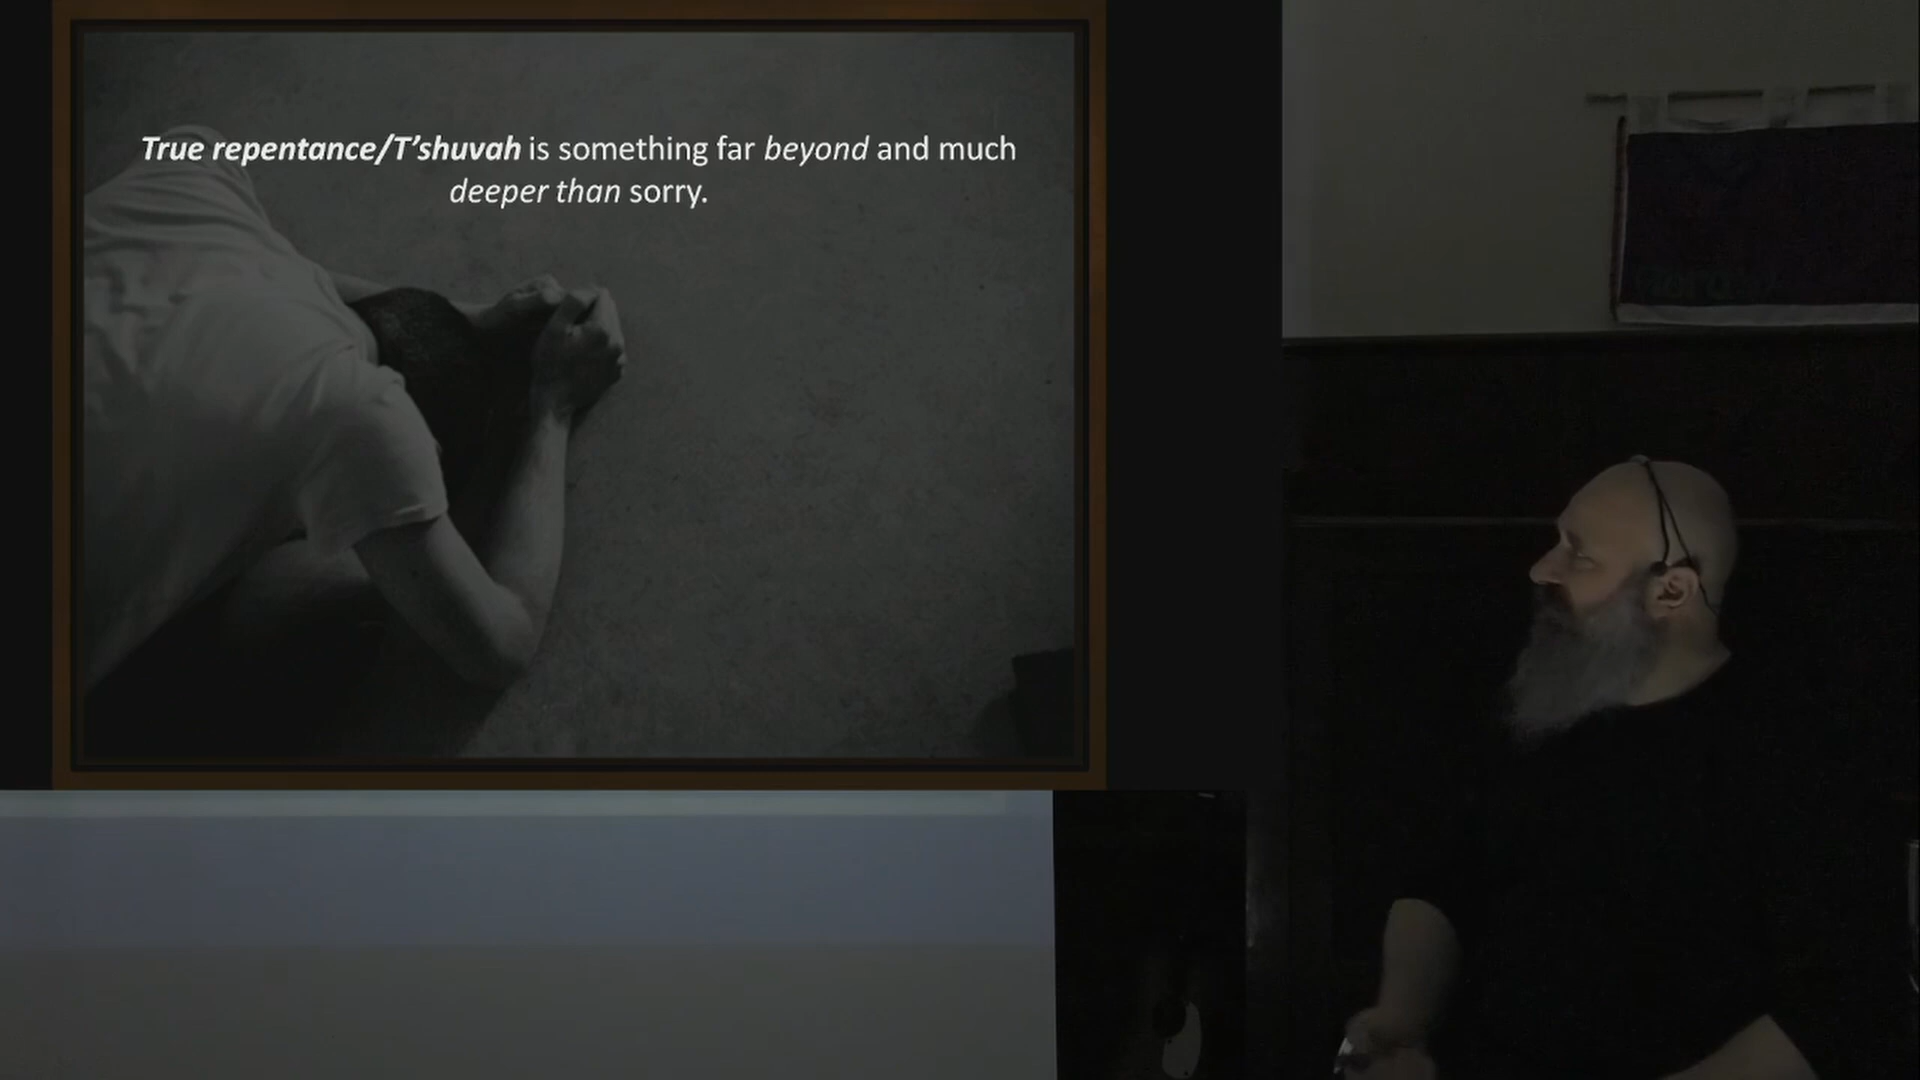 True repentance/T’shuvah is something far beyond and much
deeper than sorry.